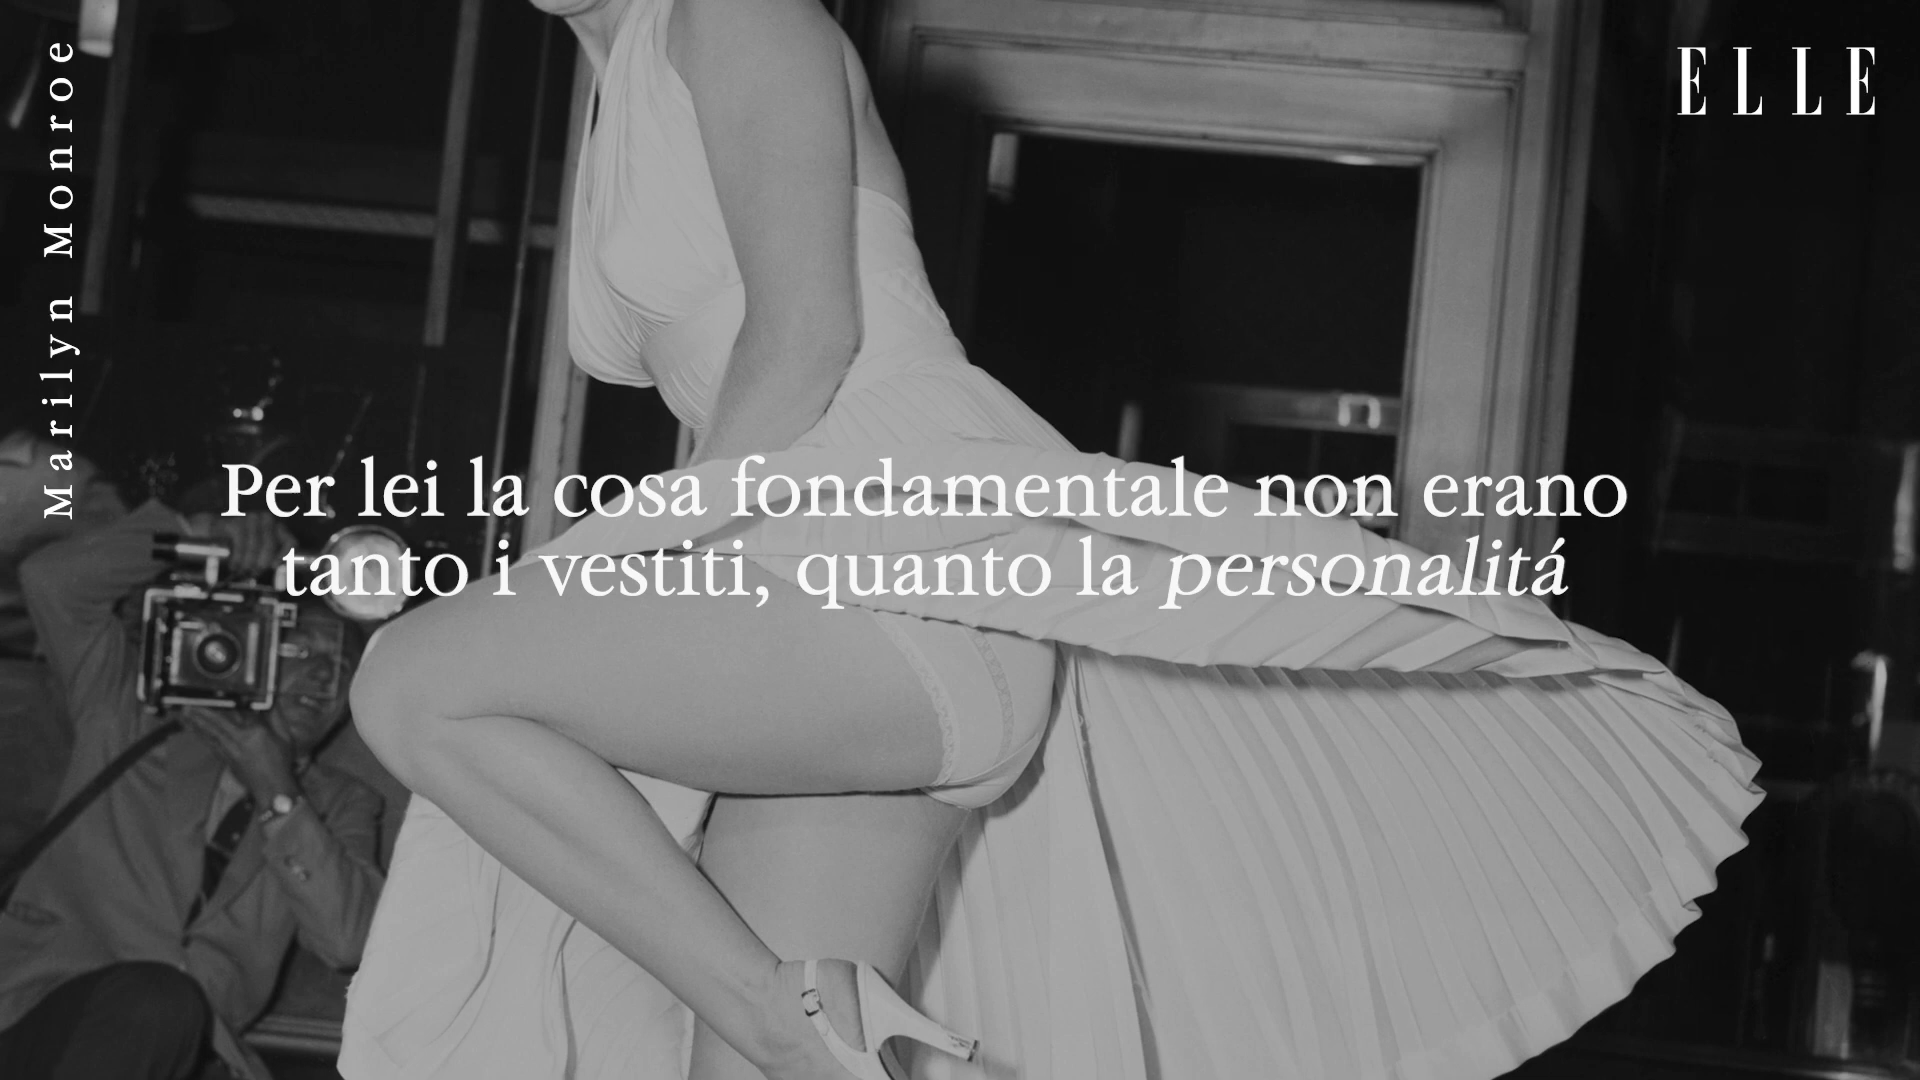 Marilyn Monroe
ELLE
Per lei la cosa fondamentale non erano
tanto i vestiti, quanto la personalitá